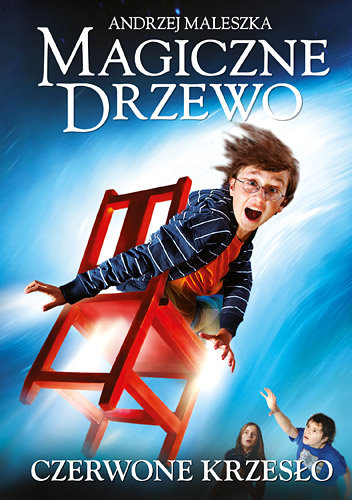 ANDRZEJ MALESZKA
MAGICZNE
DRZEWO
CZERWONE KRZESŁO